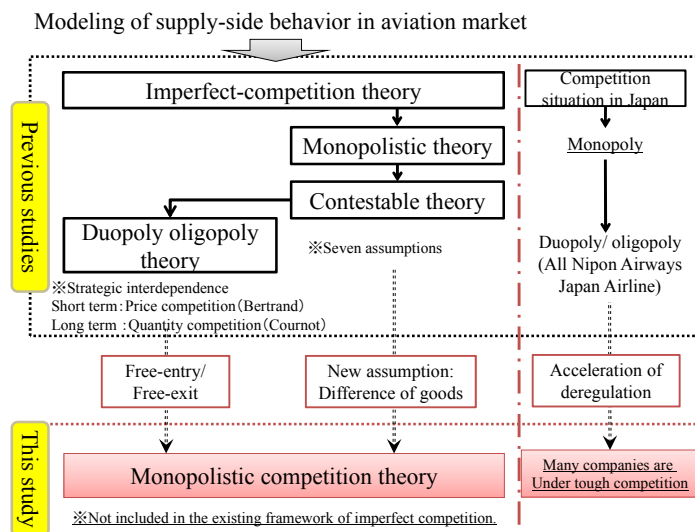 Modeling of supply-side behavior in aviation market
Previous studies
Imperfect-competition theory
Monopolistic theory
Contestable theory
Duopoly oligopoly
theory
※Seven assumptions
※Strategic interdependence
Short term：Price competition（Bertrand）
Long term ：Quantity competition（Cournot）
Competition
situation in Japan
Monopoly
Duopoly/ oligopoly
(All Nipon Airways
Japan Airline)
Free-entry/
Free-exit
New assumption:
Difference of goods
Acceleration of
deregulation
This study
Monopolistic competition theory
※Not included in the existing framework of imperfect competition.
Many companies are
Under tough competition